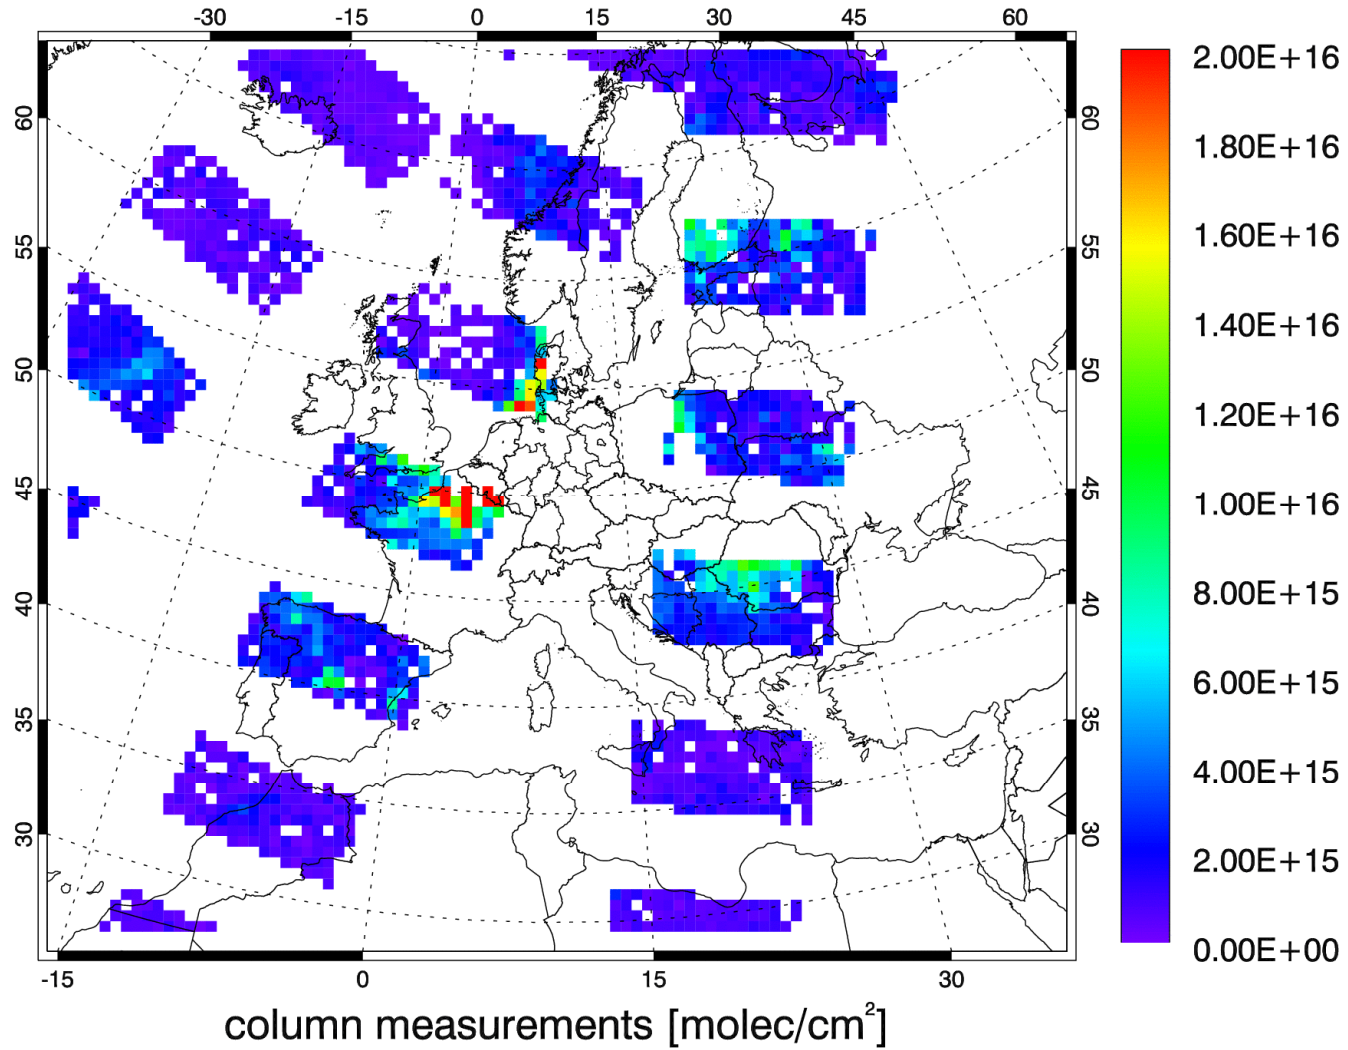 -30 -15 0 15 30 45 60
2.00E+16
60 60
1.80E+16
55 55
1.60E+16
50 50
1.40E+16
1.20E+16
45 45
1.00E+16
40 40
8.00E+15
35 35
6.00E+15
30 30
4.00E+15
2.00E+15
0.00E+00
-15 0 15 30
column measurements [molec/cm²]